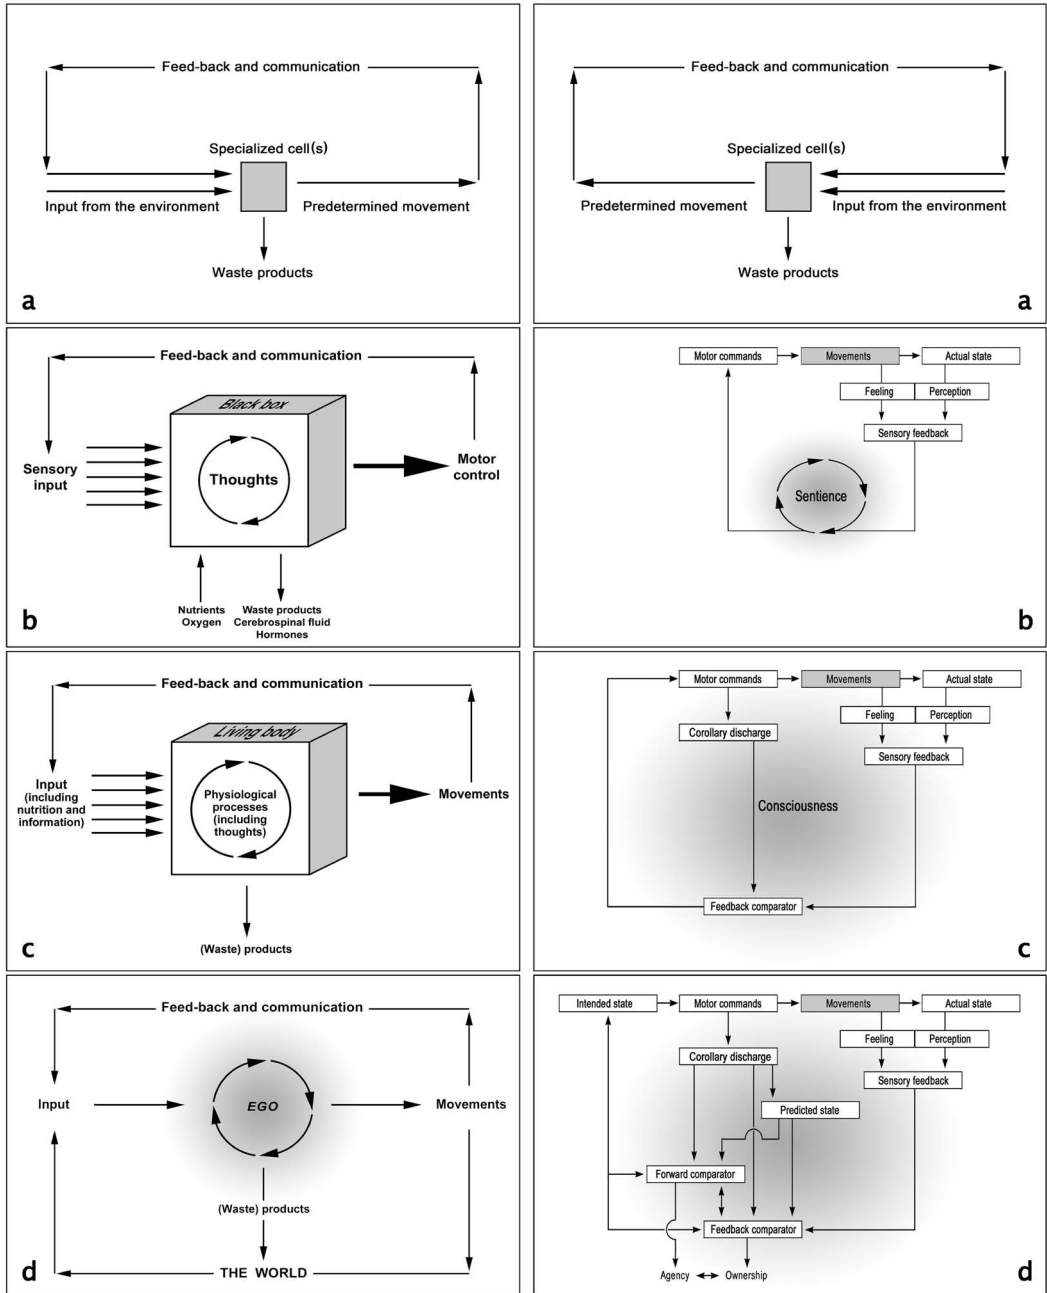 Feed-back and communication
Specialized cell(s)
Input from the environment
Predetermined movement
Waste products
a
Feed-back and communication
Specialized cell(s)
Predetermined movement
Input from the environment
Waste products
a
Feed-back and communication
Black box
Sensory
input
Thoughts
Motor
control
Nutrients
Oxygen
Waste products
Cerebrospinal fluid
Hormones
b
Motor commands
Movements
Actual state
Feeling
Perception
Sensory feedback
Sentience
b
Feed-back and communication
Living body
Input
(including
nutrition and
information)
Physiological
processes
(including
thoughts)
Movements
(Waste) products
c
Motor commands
Movements
Actual state
Corollary discharge
Feeling
Perception
Sensory feedback
Consciousness
Feedback comparator
c
Feed-back and communication
Input
EGO
Movements
(Waste) products
THE WORLD
d
Intended state
Motor commands
Movements
Actual state
Corollary discharge
Feeling
Perception
Sensory feedback
Predicted state
Forward comparator
Feedback comparator
Agency
Ownership
d